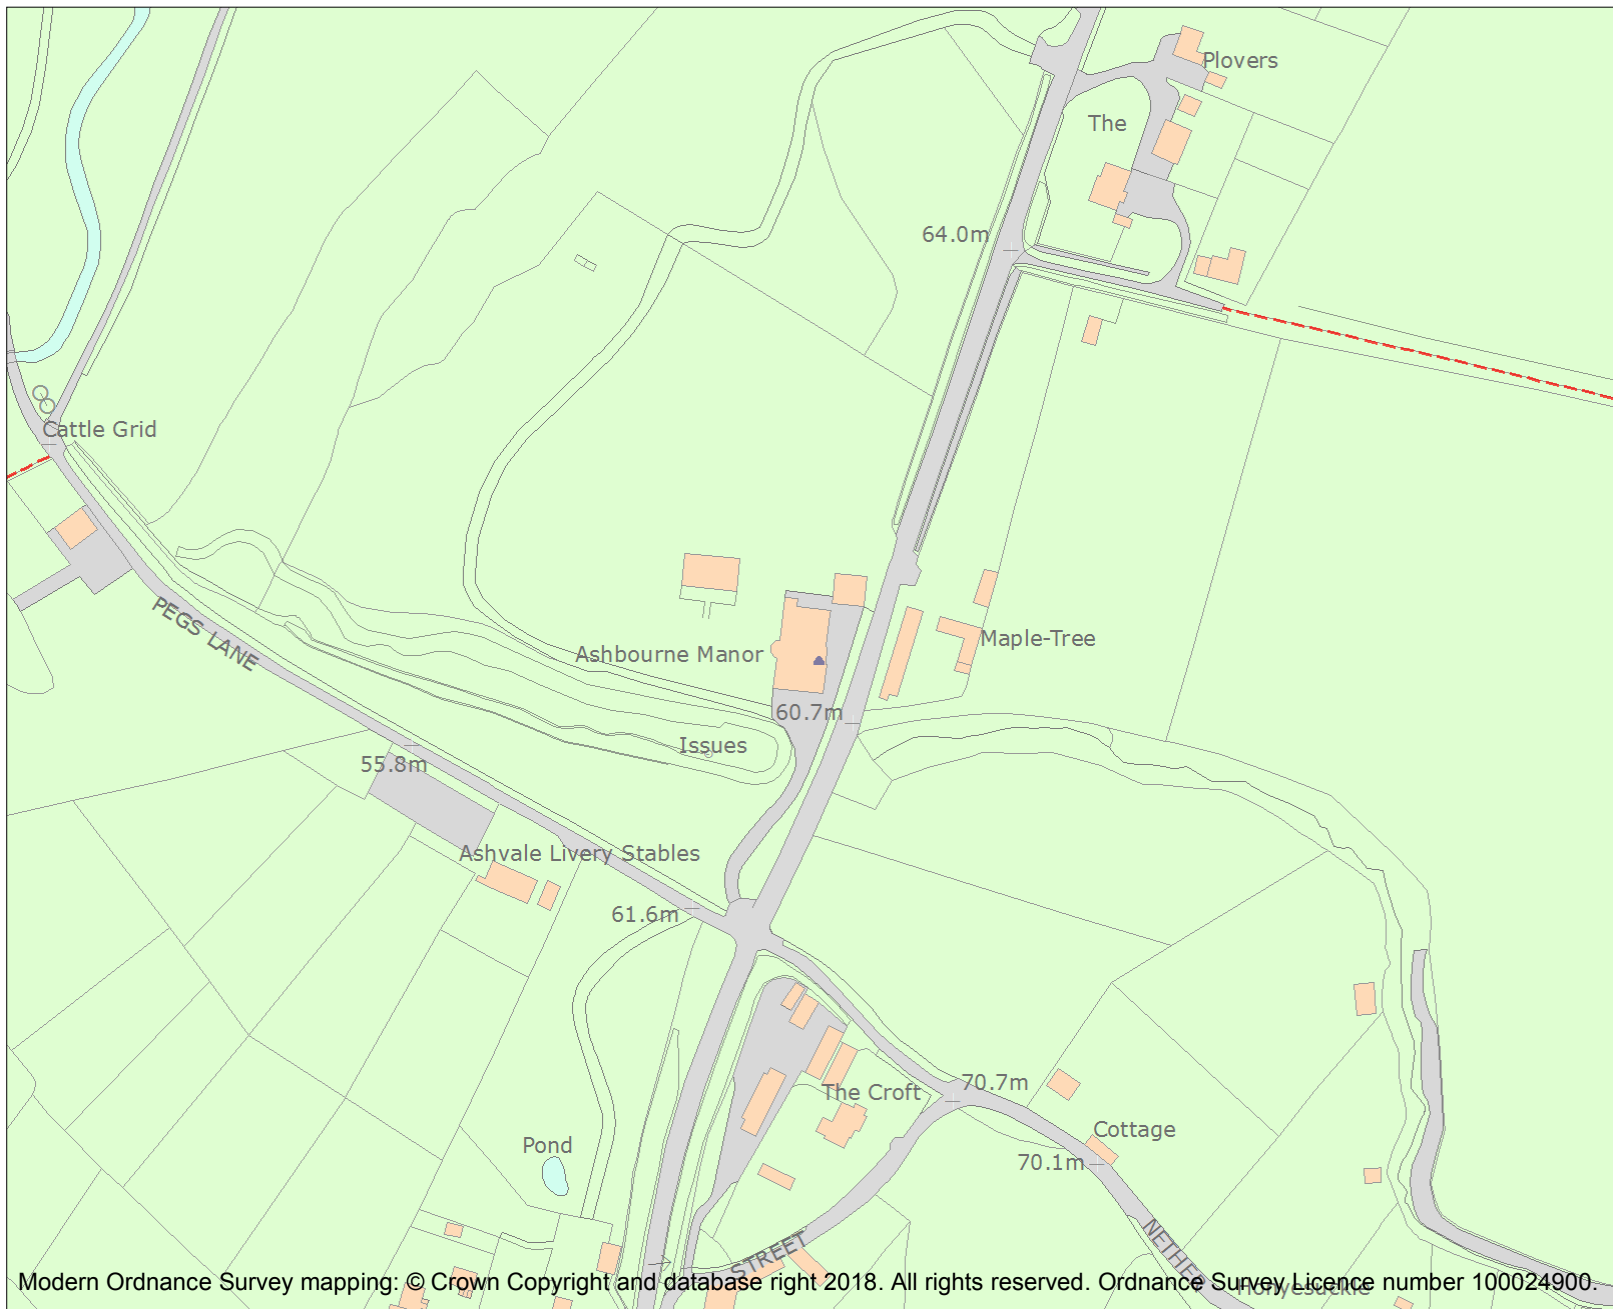 Plovers
The
64.0m
Cattle Grid
PEGS LANE
Ashbourne Manor
Maple-Tree
60.7m
Issues
55.8m
Ashvale Livery Stables
61.6m
70.7m
The Croft
Cottage
Pond
70.1m
STREET
NETHER
Honyesuckle
Modern Ordnance Survey mapping: © Crown Copyright and database right 2018. All rights reserved. Ordnance Survey Licence number 100024900.